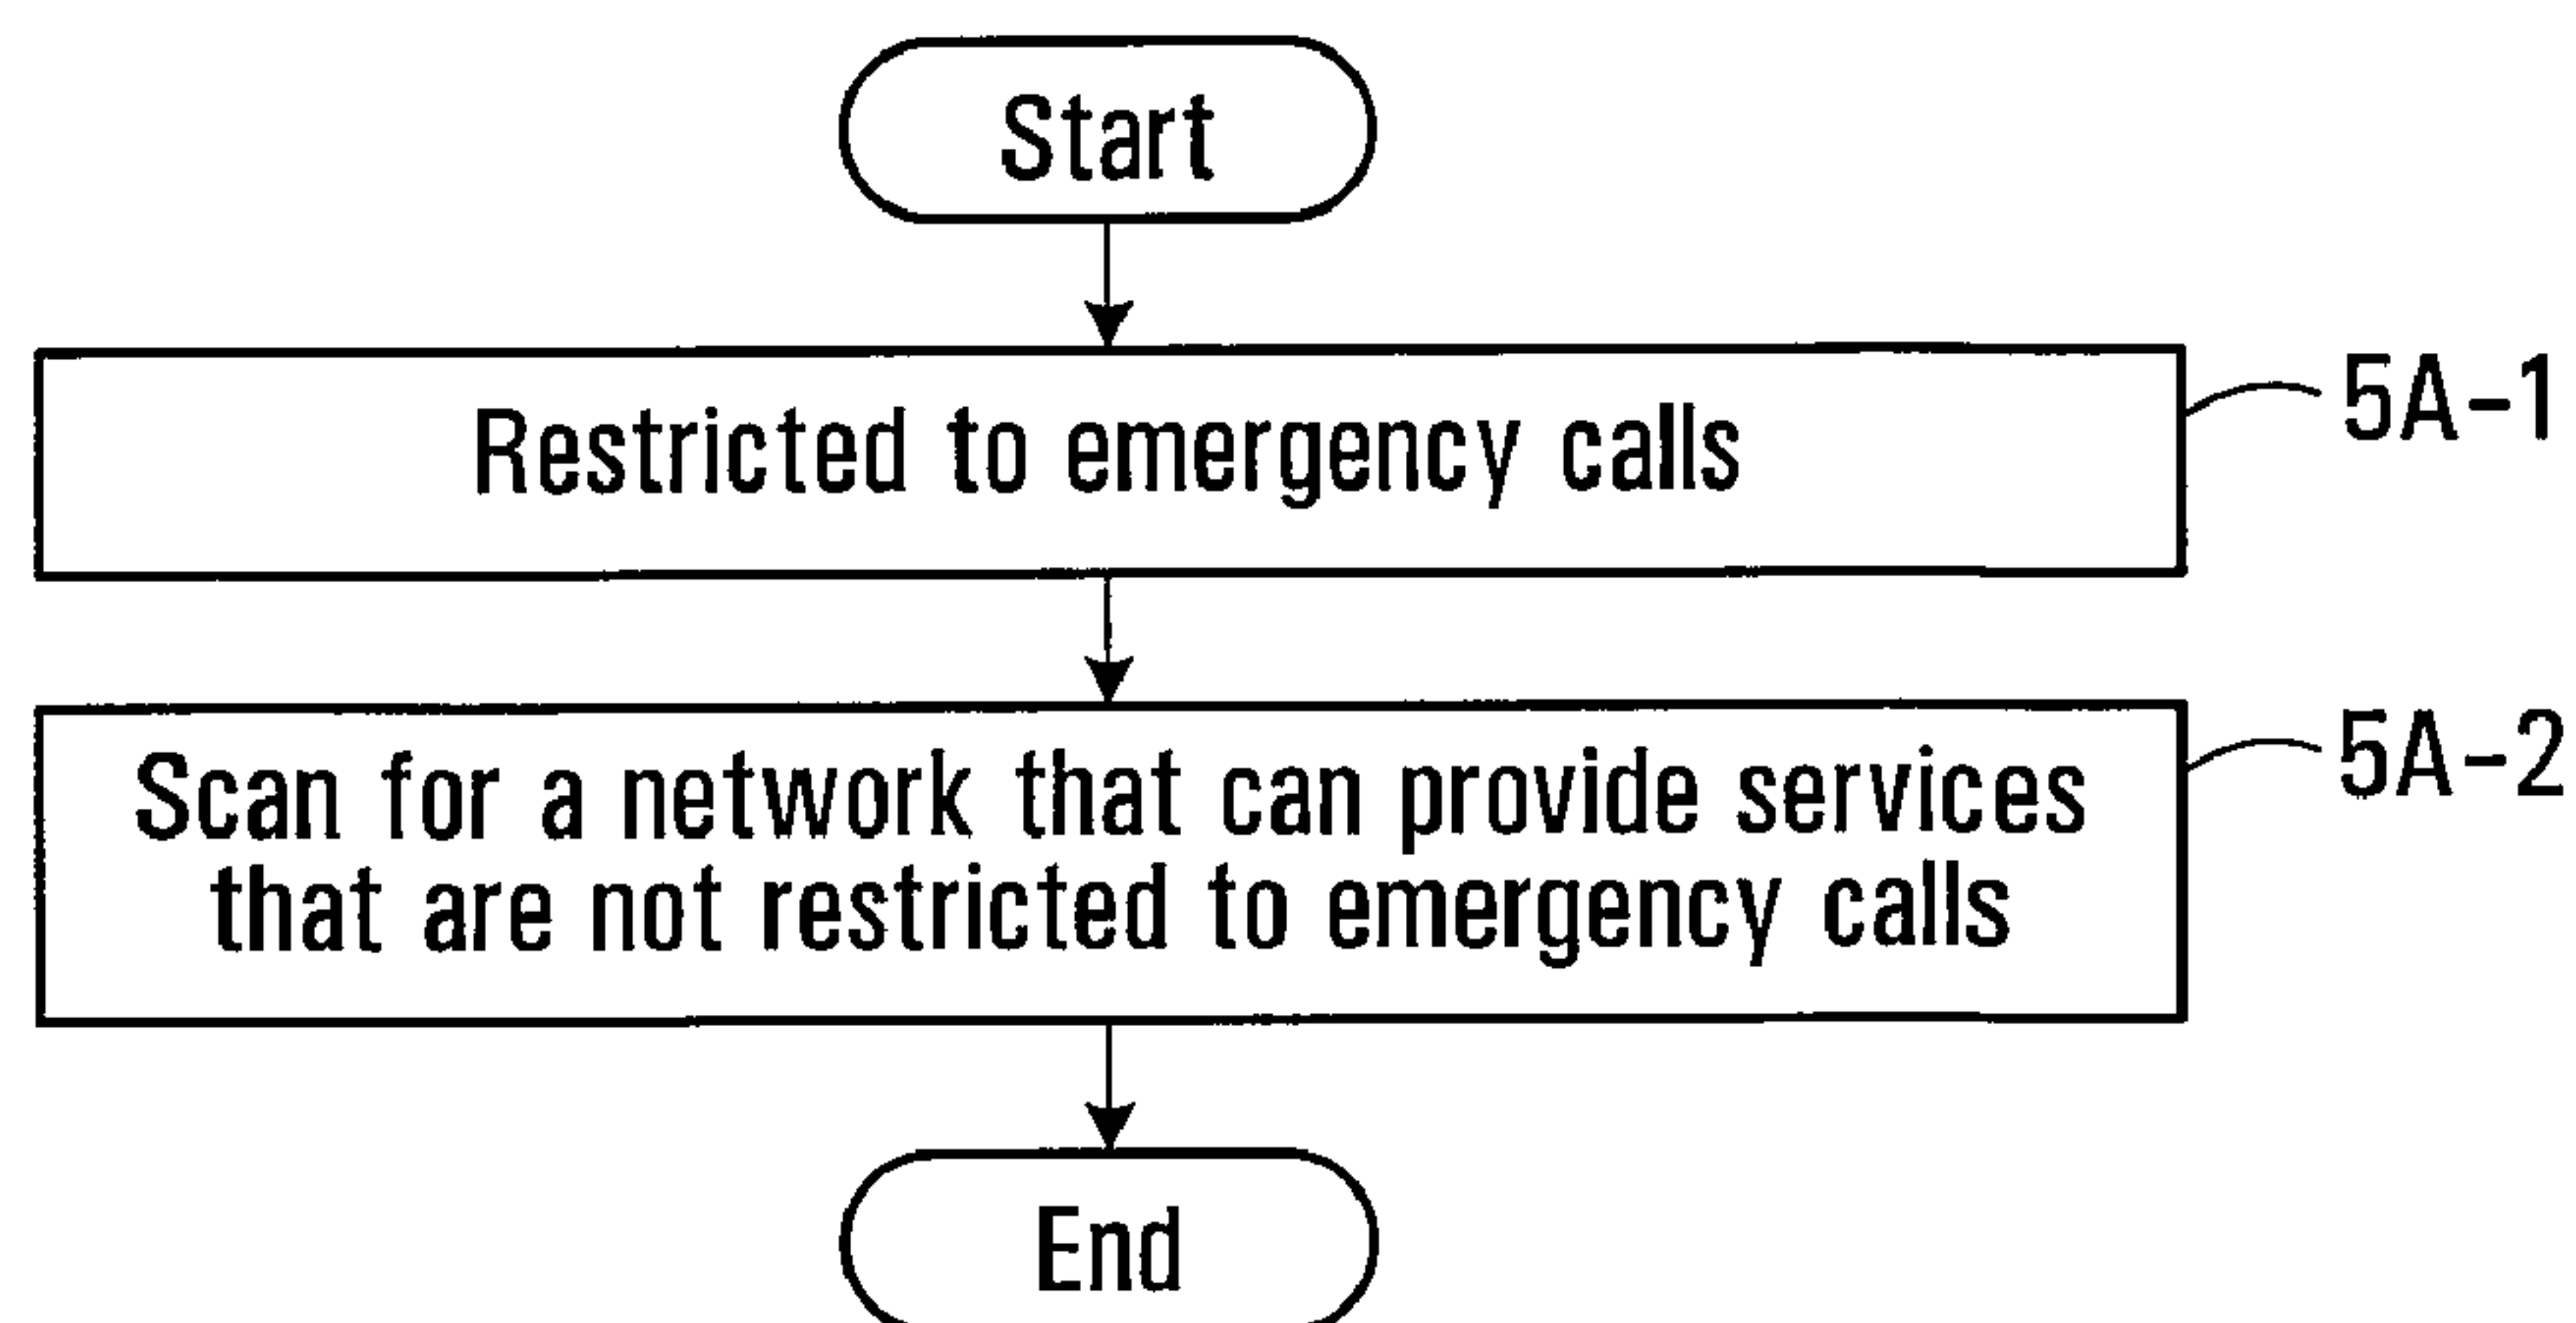 Start
Restricted to emergency calls
5A-1
Scan for a network that can provide services
that are not restricted to emergency calls
5A-2
End